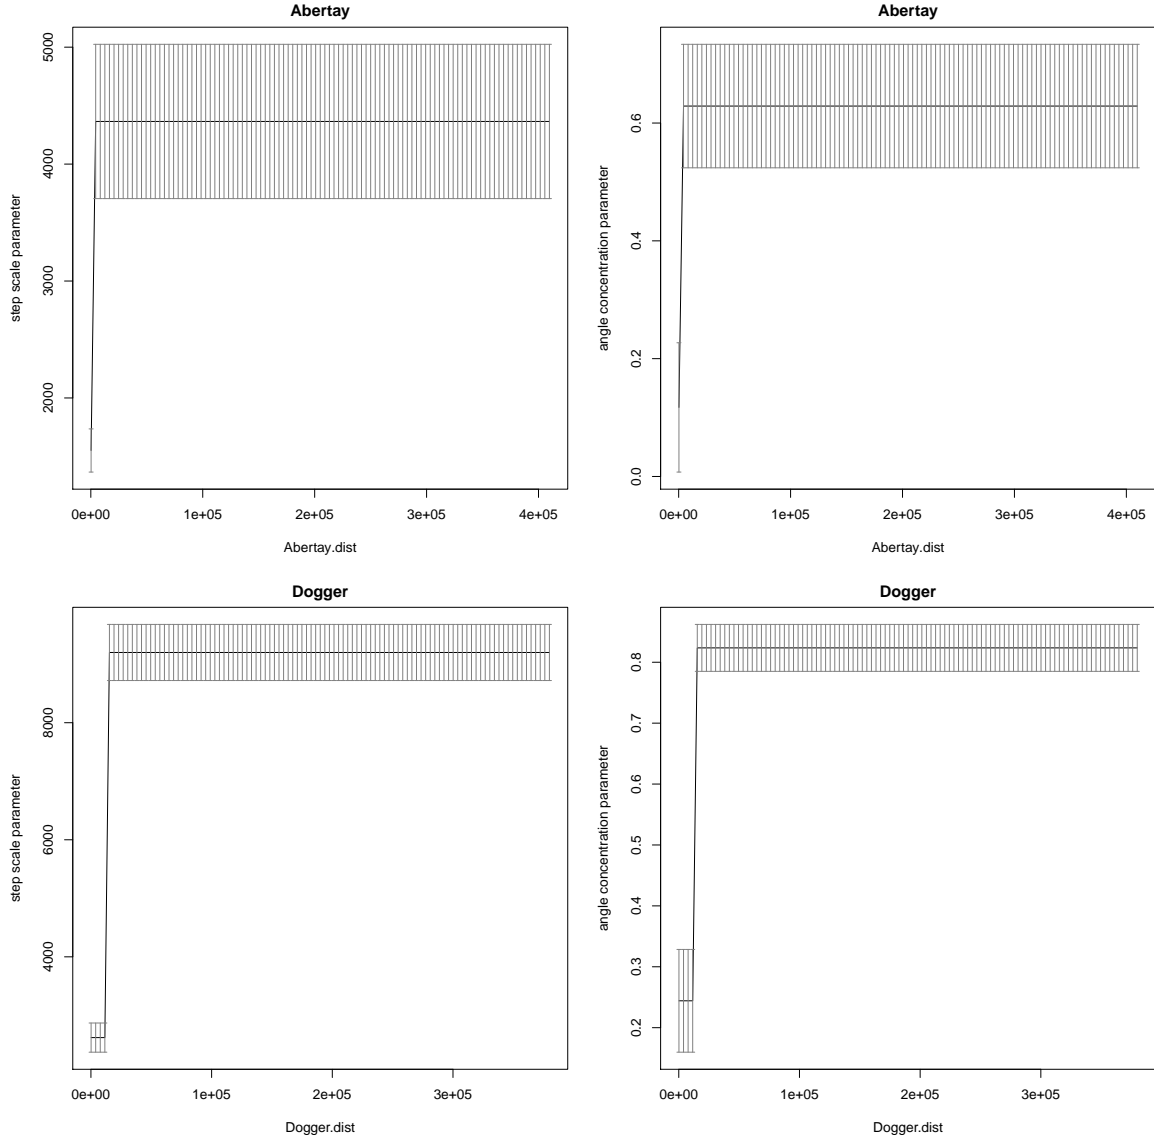 Abertay
step scale parameter
5000
4000
3000
2000
0e+00 1e+05 2e+05 3e+05 4e+05
Abertay.dist
Abertay
angle concentration parameter
0.6
0.4
0.2
0.0
0e+00 1e+05 2e+05 3e+05 4e+05
Abertay.dist
Dogger
step scale parameter
8000
6000
4000
0e+00 1e+05 2e+05 3e+05
Dogger.dist
Dogger
angle concentration parameter
0.8
0.7
0.6
0.5
0.4
0.3
0.2
0e+00 1e+05 2e+05 3e+05
Dogger.dist